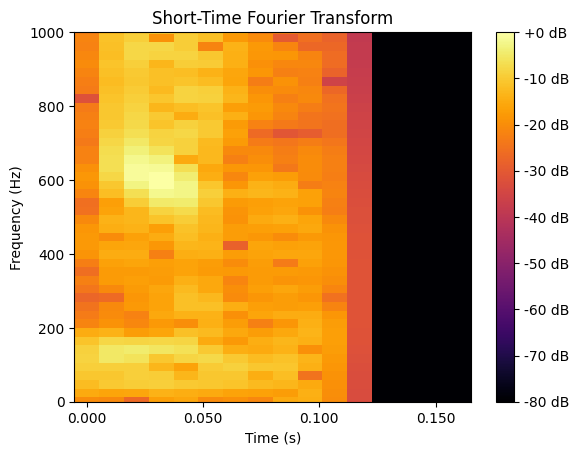 Short-Time Fourier Transform
1000
800
600
400
200
0
Frequency (Hz)
0.000
0.050
0.100
0.150
Time (s)
+0 dB
-10 dB
-20 dB
-30 dB
-40 dB
-50 dB
-60 dB
-70 dB
-80 dB